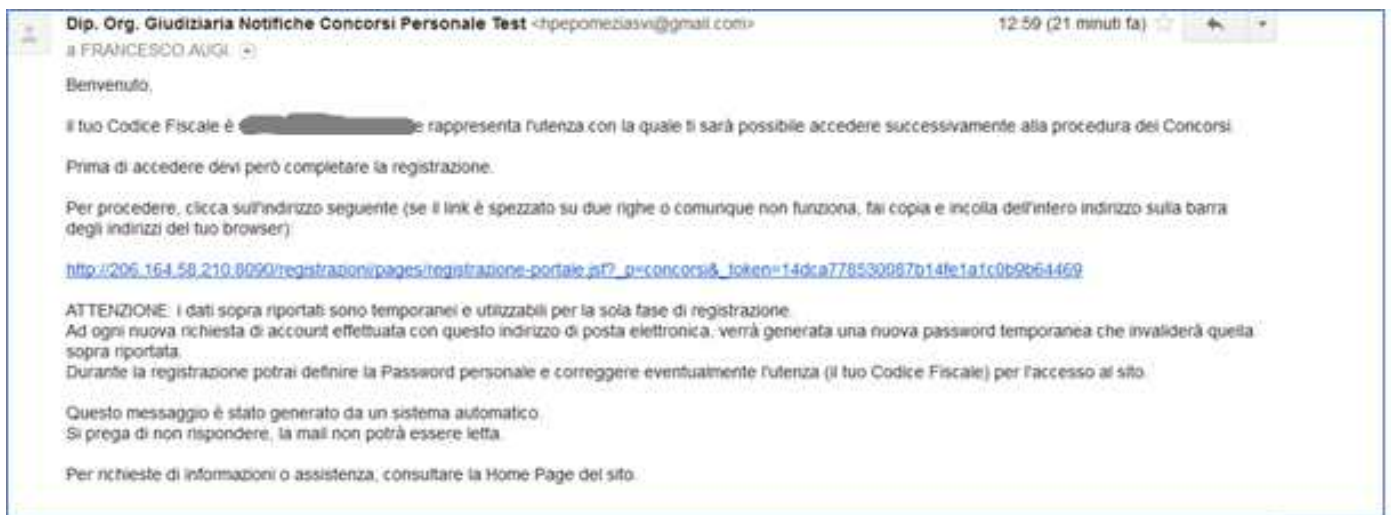 Dip. Org. Giudiziaria Notifiche Concorsi Personale Test <hpepomeziasvi@gmail.com> 12:59 (21 minuti fa)
a FRANCESCO AUGI.
Benvenuto,
il tuo Codice Fiscale è e rappresenta l'utenza con la quale ti sarà possibile accedere successivamente alla procedura dei Concorsi.
Prima di accedere devi però completare la registrazione.
Per procedere, clicca sull'indirizzo seguente (se il link è spezzato su due righe o comunque non funziona, fai copia e incolla dell'intero indirizzo sulla barra
degli indirizzi del tuo browser):
http://206.164.58.210:8090/registrazioni/pages/registrazione-portale.jsf?_p=concorsi&_token=14dca778530087b14fe1a1c0b9b64469
ATTENZIONE: i dati sopra riportati sono temporanei e utilizzabili per la sola fase di registrazione.
Ad ogni nuova richiesta di account effettuata con questo indirizzo di posta elettronica, verrà generata una nuova password temporanea che invaliderà quella
sopra riportata.
Durante la registrazione potrai definire la Password personale e correggere eventualmente l'utenza (il tuo Codice Fiscale) per l'accesso al sito.
Questo messaggio è stato generato da un sistema automatico.
Si prega di non rispondere, la mail non potrà essere letta.
Per richieste di informazioni o assistenza, consultare la Home Page del sito.